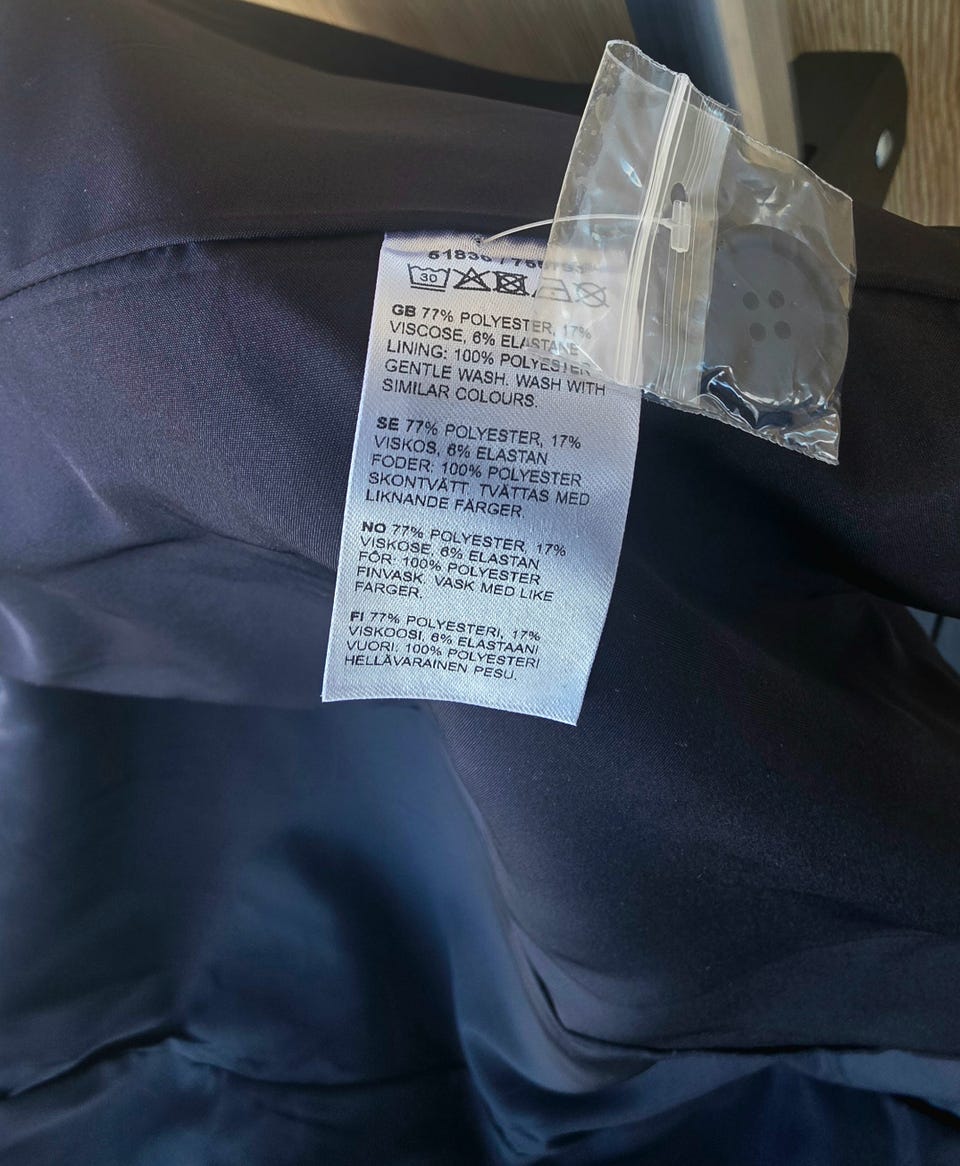 30
GB 77% POLYESTER, 17%
VISCOSE, 6% ELASTANE
LINING: 100% POLYESTER
GENTLE WASH. WASH WITH
SIMILAR COLOURS.
SE 77% POLYESTER, 17%
VISKOS, 6% ELASTAN
FODER: 100% POLYESTER
SKONTVÄTT. TVÄTTAS MED
LIKNANDE FÄRGER.
NO 77% POLYESTER, 17%
VISKOSE, 6% ELASTAN
FÔR: 100% POLYESTER
FINVASK. VASK MED LIKE
FARGER.
FI 77% POLYESTERI, 17%
VISKOOSI, 6% ELASTAANI
VUORI: 100% POLYESTERI
HELLÄVARAINEN PESU.